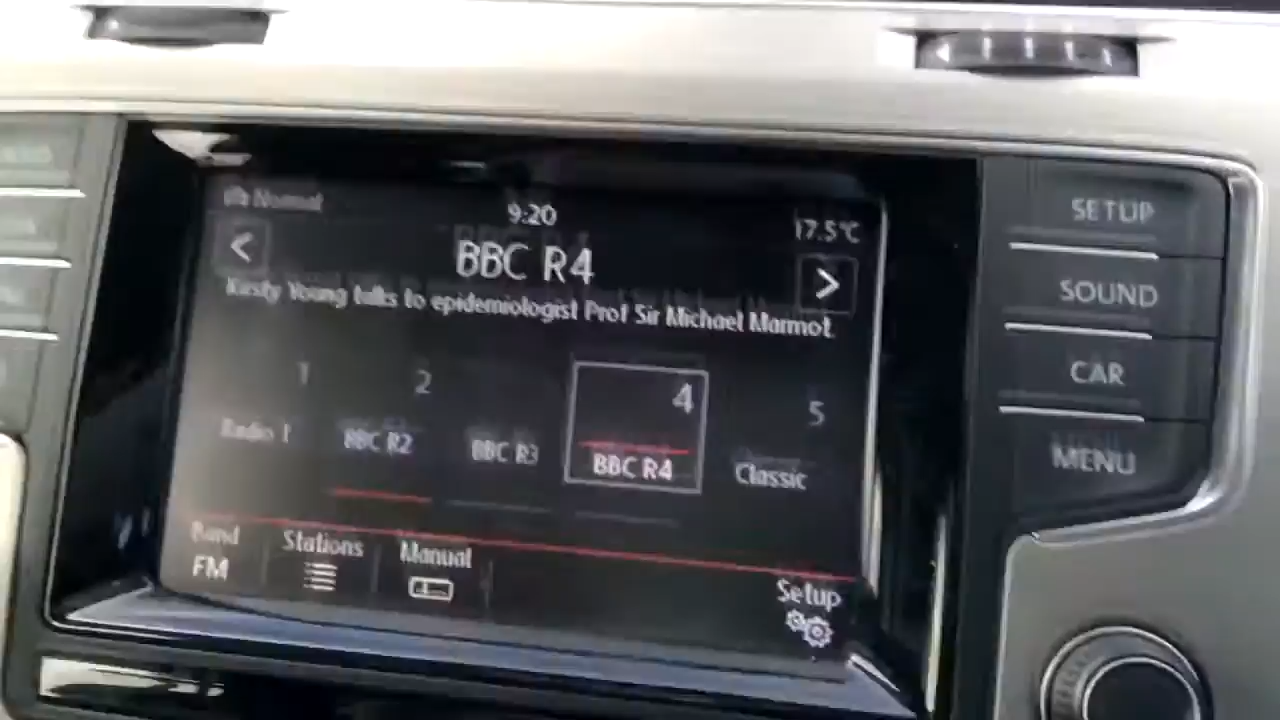 Normal
9:20
17.5°C
BBC R4
Kirsty Young talks to epidemiologist Prof Sir Michael Marmot.
1
2
4
5
Radio 1
BBC R2
BBC R3
BBC R4
Classic
Band
FM
Stations
Manual
Setup
SETUP
SOUND
CAR
MENU